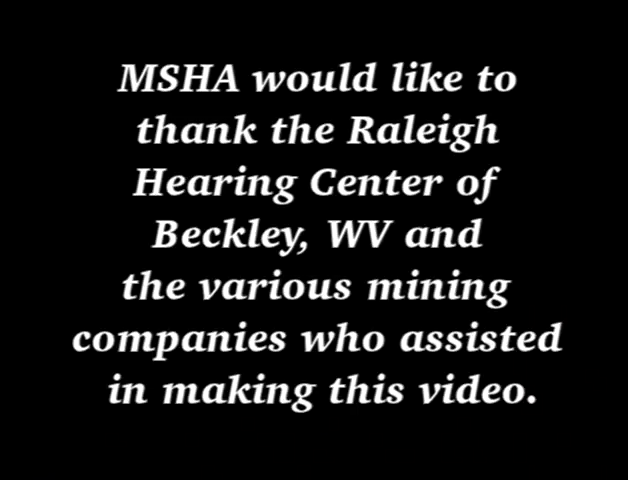 MSHA would like to
thank the Raleigh
Hearing Center of
Beckley, WV and
the various mining
companies who assisted
in making this video.